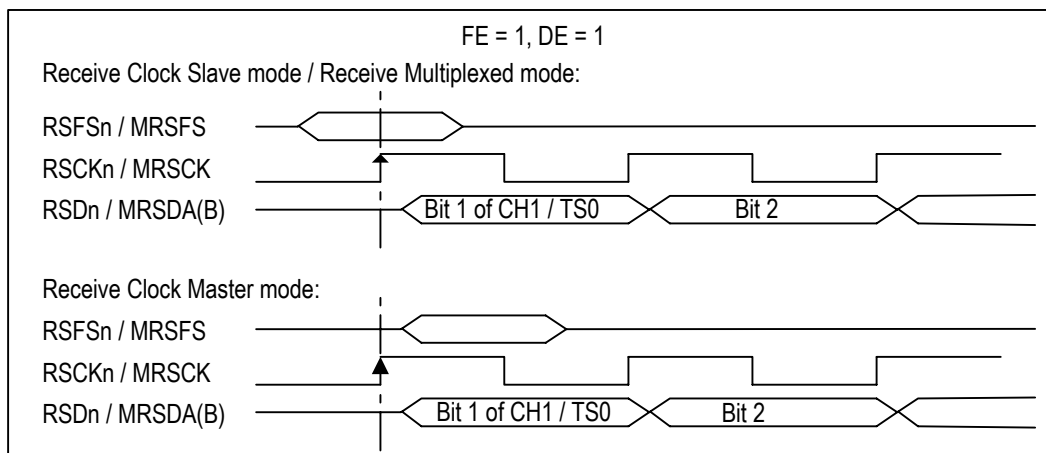 FE = 1, DE = 1
Receive Clock Slave mode / Receive Multiplexed mode:
RSFSn / MRSFS
RSCKn / MRSCK
RSDn / MRSDA(B)
Bit 1 of CH1 / TS0
Bit 2
Receive Clock Master mode:
RSFSn / MRSFS
RSCKn / MRSCK
RSDn / MRSDA(B)
Bit 1 of CH1 / TS0
Bit 2